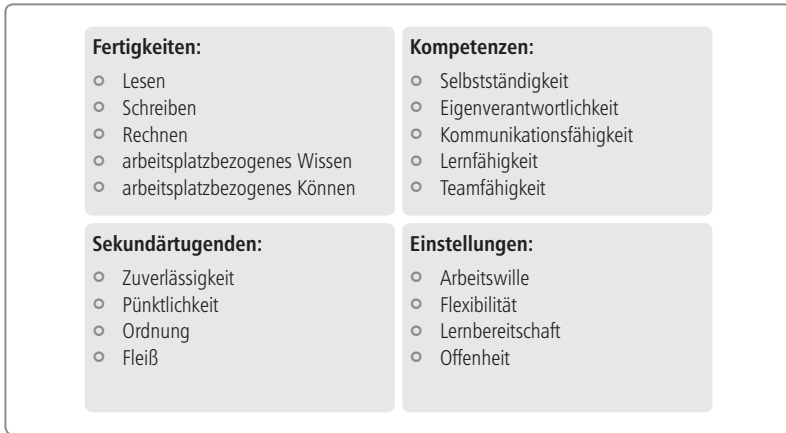 Fertigkeiten:
Lesen
Schreiben
Rechnen
arbeitsplatzbezogenes Wissen
arbeitsplatzbezogenes Können
Kompetenzen:
Selbstständigkeit
Eigenverantwortlichkeit
Kommunikationsfähigkeit
Lernfähigkeit
Teamfähigkeit
Sekundärtugenden:
Zuverlässigkeit
Pünktlichkeit
Ordnung
Fleiß
Einstellungen:
Arbeitswille
Flexibilität
Lernbereitschaft
Offenheit